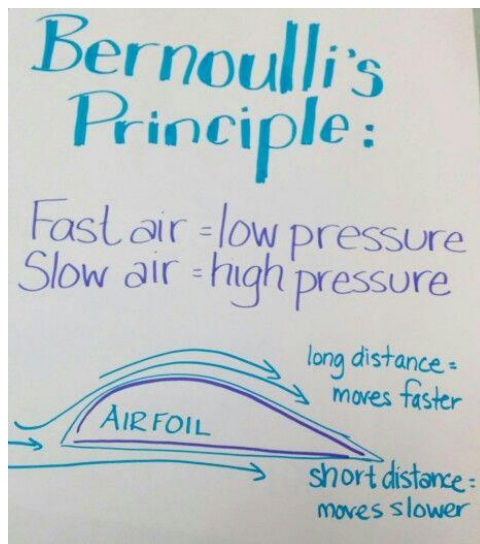 Bernoulli's
Principle:
Fast air = low pressure
Slow air = high pressure
long distance =
moves faster
AIRFOIL
short distance =
moves slower